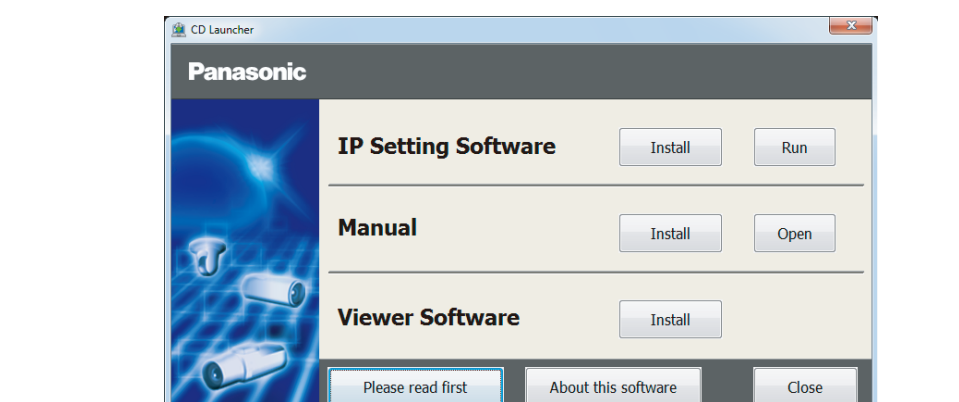 CD Launcher
Panasonic
IP Setting Software Install Run
Manual Install Open
Viewer Software Install
Please read first About this software Close